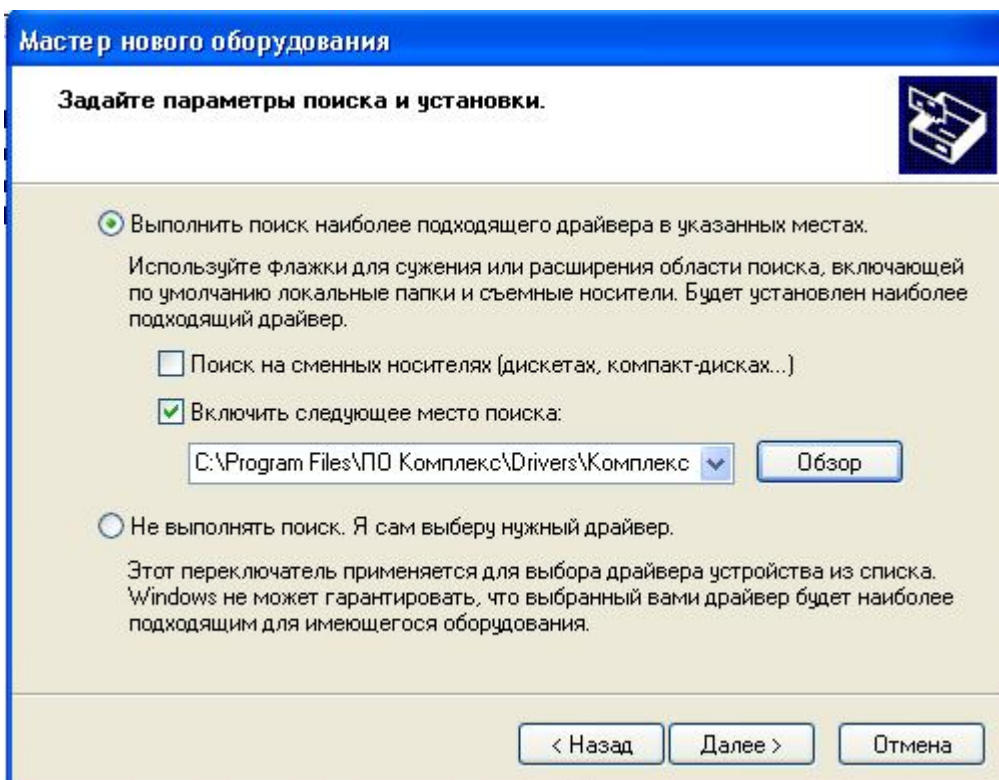 Мастер нового оборудования
Задайте параметры поиска и установки.
Выполнить поиск наиболее подходящего драйвера в указанных местах.
Используйте флажки для сужения или расширения области поиска, включающей
по умолчанию локальные папки и съемные носители. Будет установлен наиболее
подходящий драйвер.
Поиск на сменных носителях (дискетах, компакт-дисках...)
Включить следующее место поиска:
C:\Program Files\ПО Комплекс\Drivers\Комплекс
Обзор
Не выполнять поиск. Я сам выберу нужный драйвер.
Этот переключатель применяется для выбора драйвера устройства из списка.
Windows не может гарантировать, что выбранный вами драйвер будет наиболее
подходящим для имеющегося оборудования.
< Назад Далее > Отмена